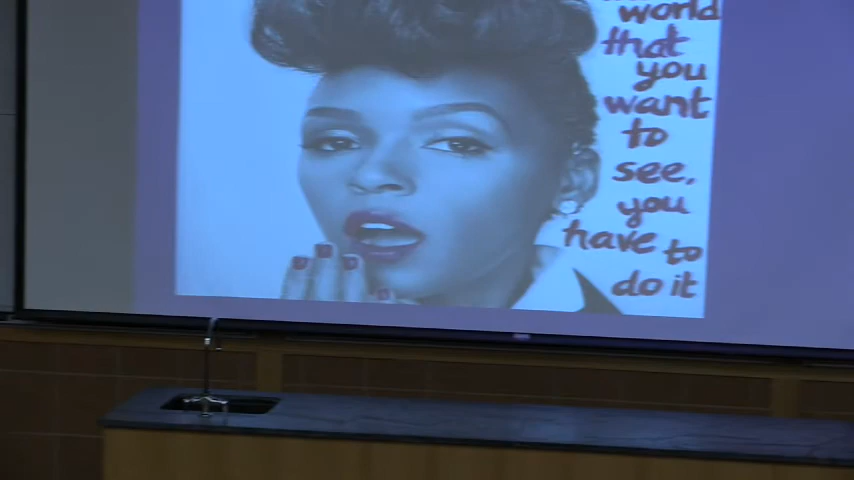 world
that
you
want
to
see,
you
have to
do it